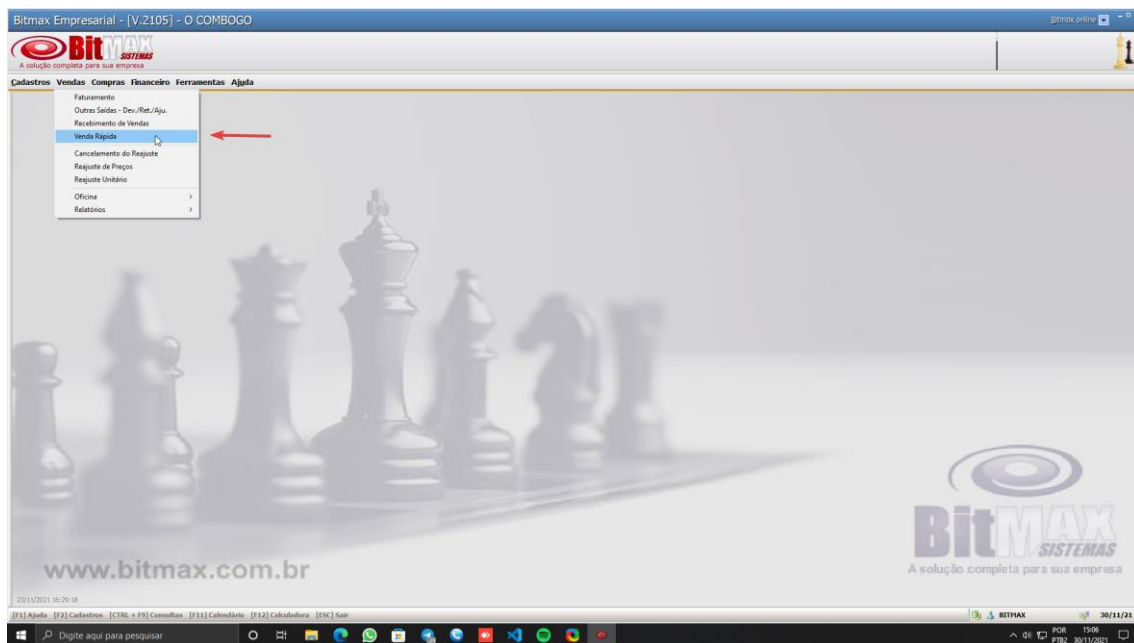 Bitmax Empresarial - [V.2105] - O COMBOGO
Bitmax online
BitMAX
SISTEMAS
A solução completa para sua empresa
Cadastros Vendas Compras Financeiro Ferramentas Ajuda
Faturamento
Outras Saídas - Dev./Ret./Aju.
Recebimento de Vendas
Venda Rápida
Cancelamento do Reajuste
Reajuste de Preços
Reajuste Unitário
Oficina
Relatórios
BitMAX
SISTEMAS
A solução completa para sua empresa
www.bitmax.com.br
23/11/2021 16:29:18
[F1] Ajuda [F2] Cadastros [CTRL + F9] Consultas [F11] Calendário [F12] Calculadora [ESC] Sair
BITMAX
30/11/21
Digite aqui para pesquisar
POR
PTB2
15:06
30/11/2021